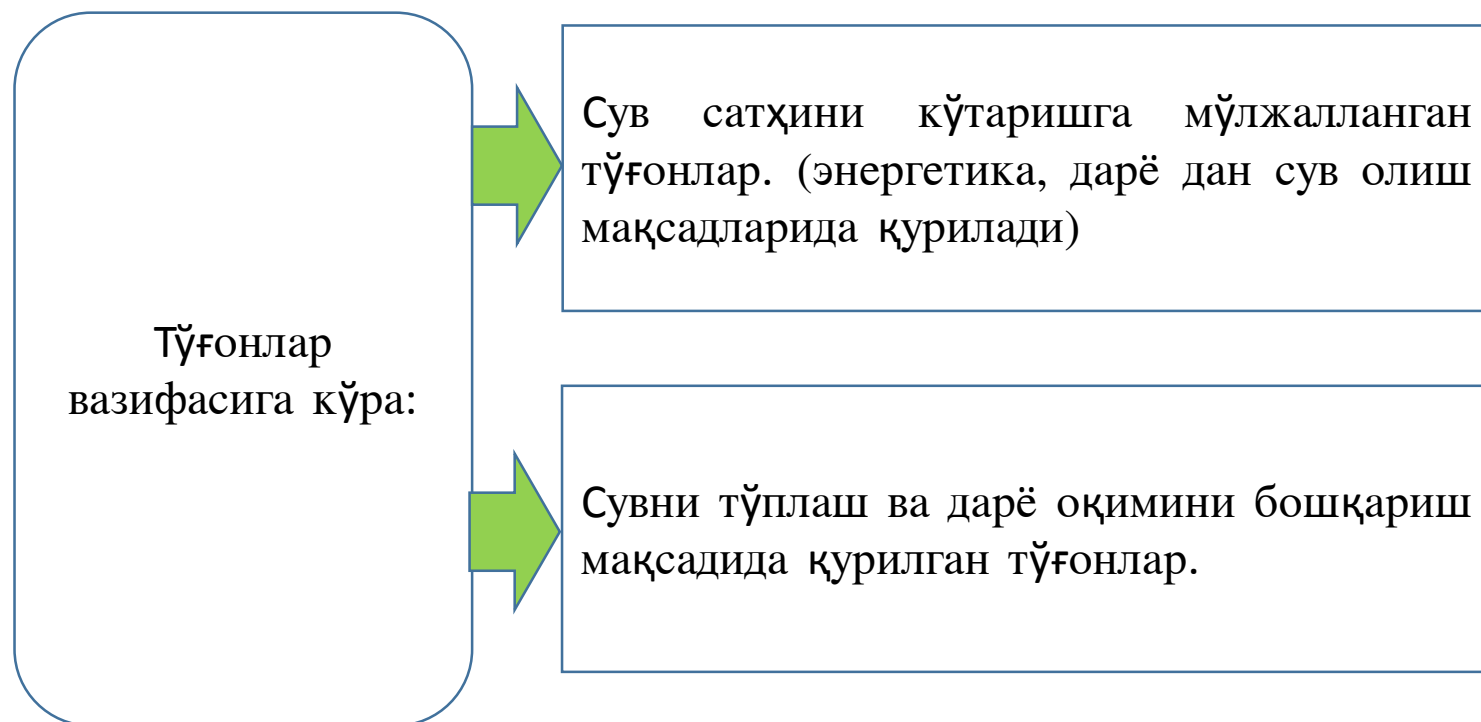 Тўғонлар
вазифасига кўра:
Сув сатҳини кўтаришга мўлжалланган
тўғонлар. (энергетика, дарё дан сув олиш
мақсадларида қурилади)
Сувни тўплаш ва дарё оқимини бошқариш
мақсадида қурилган тўғонлар.